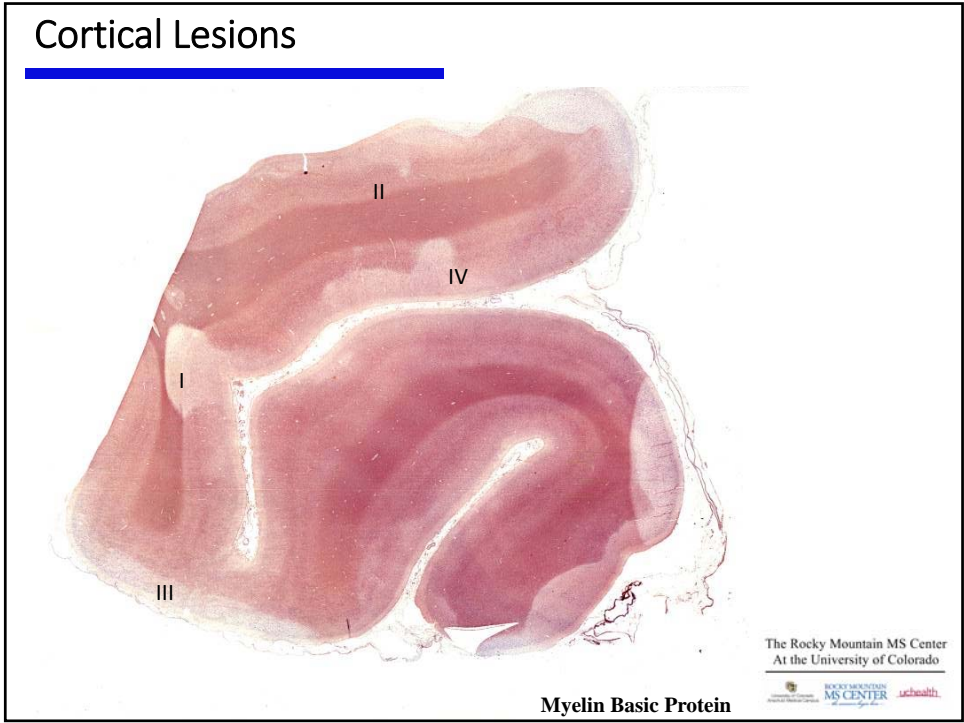 Cortical Lesions
II
IV
I
III
The Rocky Mountain MS Center
At the University of Colorado
ROCKY MOUNTAIN
MS CENTER
uchealth
Myelin Basic Protein